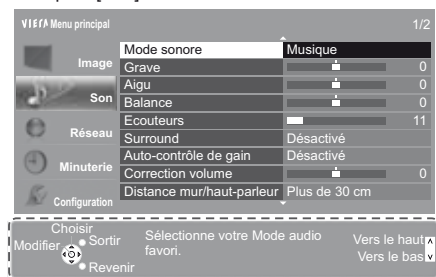 VIErA Menu principal 1/2
Image
Son
Réseau
Minuterie
Configuration
Mode sonore Musique
Grave 0
Aigu 0
Balance 0
Ecouteurs 11
Surround Désactivé
Auto-contrôle de gain Désactivé
Correction volume 0
Distance mur/haut-parleur Plus de 30 cm
Choisir
Modifier
Sortir
Revenir
Sélectionne votre Mode audio
favori.
Vers le haut
Vers le bas